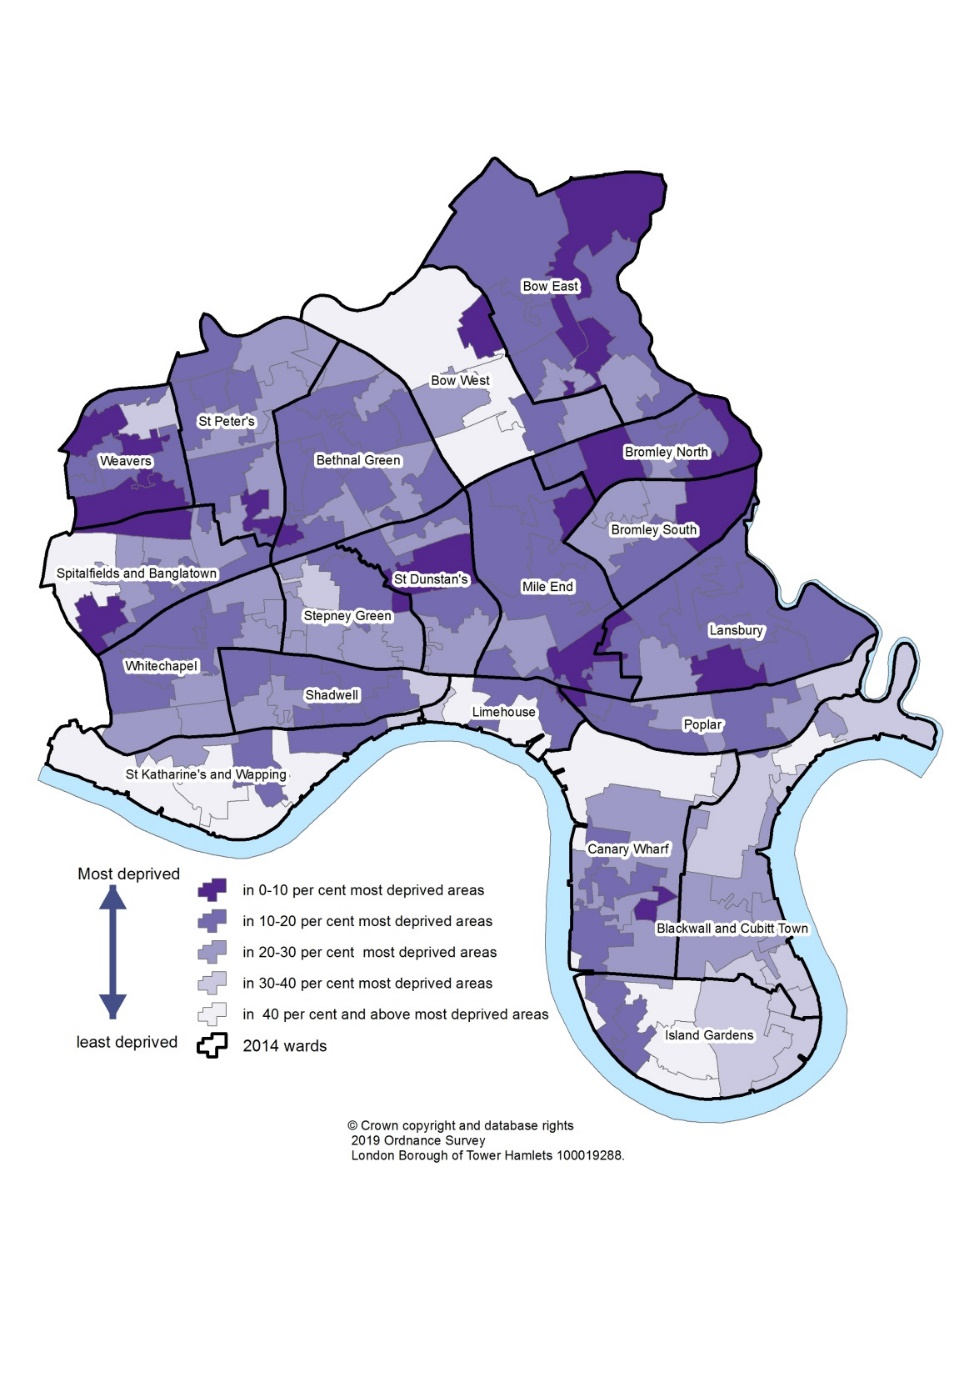 Bow East
Bow West
St Peter's
Bromley North
Weavers
Bethnal Green
Bromley South
Spitalfields and Banglatown
St Dunstan's
Mile End
Stepney Green
Lansbury
Whitechapel
Shadwell
Limehouse
Poplar
St Katharine's and Wapping
Canary Wharf
Blackwall and Cubitt Town
Island Gardens
Most deprived
least deprived
in 0-10 per cent most deprived areas
in 10-20 per cent most deprived areas
in 20-30 per cent most deprived areas
in 30-40 per cent most deprived areas
in 40 per cent and above most deprived areas
2014 wards
© Crown copyright and database rights
2019 Ordnance Survey
London Borough of Tower Hamlets 100019288.